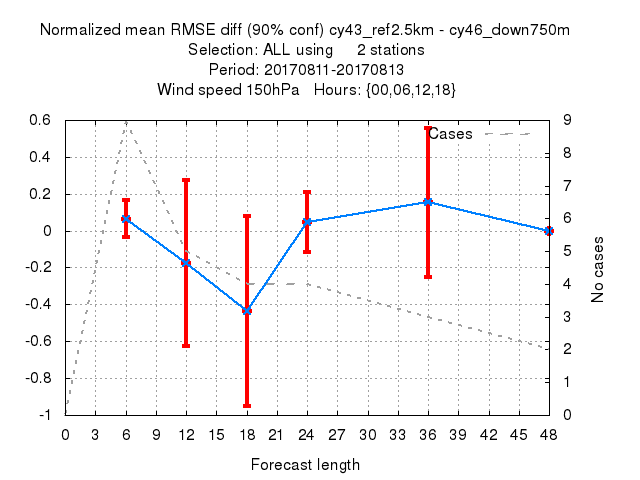 Normalized mean RMSE diff (90% conf) cy43_ref2.5km - cy46_down750m
Selection: ALL using     2 stations
Period: 20170811-20170813
Wind speed 150hPa   Hours: {00,06,12,18}
Cases
0.6
0.4
0.2
0
-0.2
-0.4
-0.6
-0.8
-1
9
8
7
6
5
4
3
2
1
0
No cases
0 3 6 9 12 15 18 21 24 27 30 33 36 39 42 45 48
Forecast length